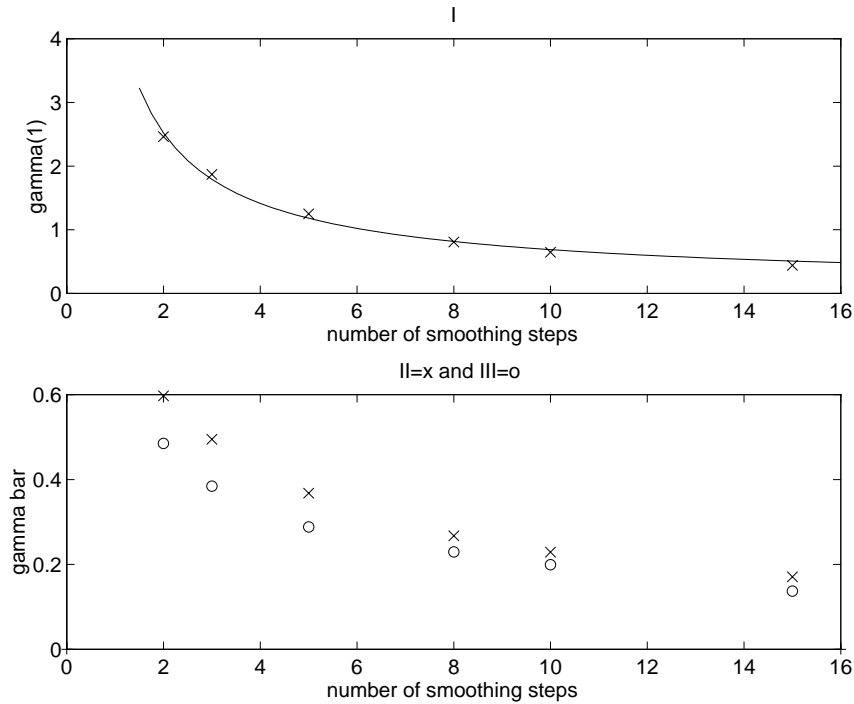 I
4
3
2
1
0
gamma(1)
0 2 4 6 8 10 12 14 16
number of smoothing steps
II=x and III=o
0.6
0.4
0.2
0
gamma bar
0 2 4 6 8 10 12 14 16
number of smoothing steps